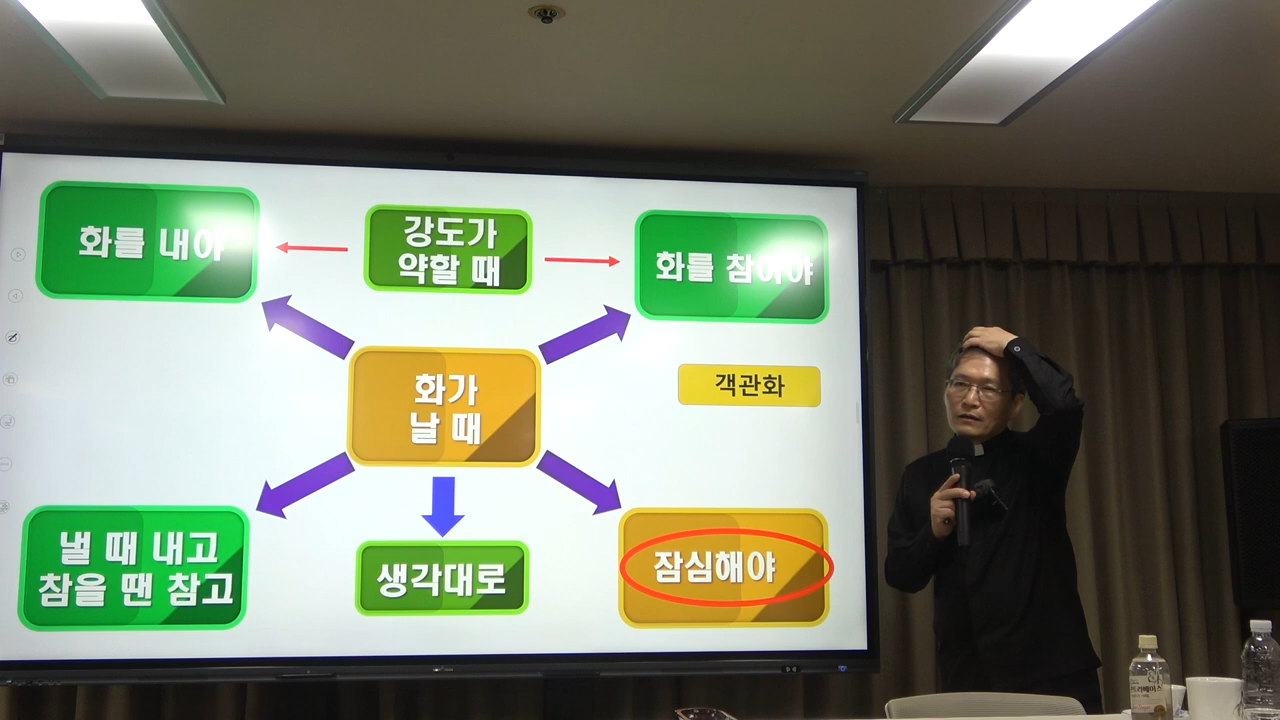 화를 내야
강도가
약할 때
화를 참아야
화가
날 때
객관화
낼 때 내고
참을 땐 참고
생각대로
잠심해야